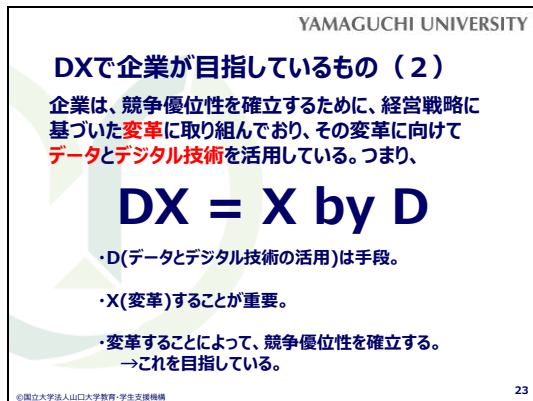 YAMAGUCHI UNIVERSITY
DXで企業が目指しているもの（２）
企業は、競争優位性を確立するために、経営戦略に
基づいた変革に取り組んでおり、その変革に向けて
データとデジタル技術を活用している。つまり、
DX = X by D
・D(データとデジタル技術の活用)は手段。
・X(変革)することが重要。
・変革することによって、競争優位性を確立する。
→これを目指している。
©国立大学法人山口大学教育・学生支援機構
23